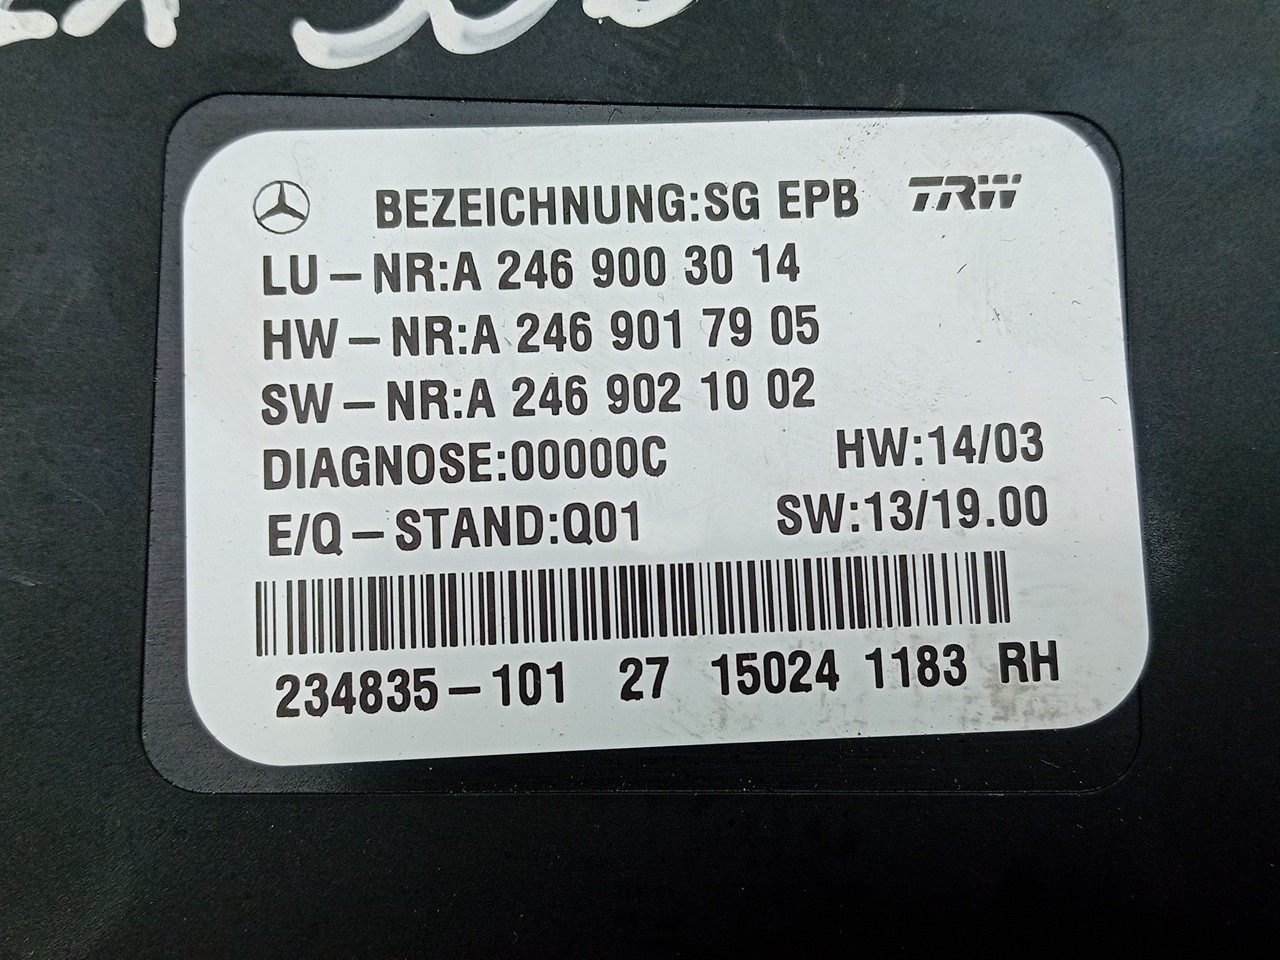 BEZEICHNUNG:SG EPB TRW
LU-NR:A 246 900 30 14
HW-NR:A 246 901 79 05
SW-NR:A 246 902 10 02
DIAGNOSE:00000C HW:14/03
E/Q-STAND:Q01 SW:13/19.00
234835-101 27 15024 1183 RH